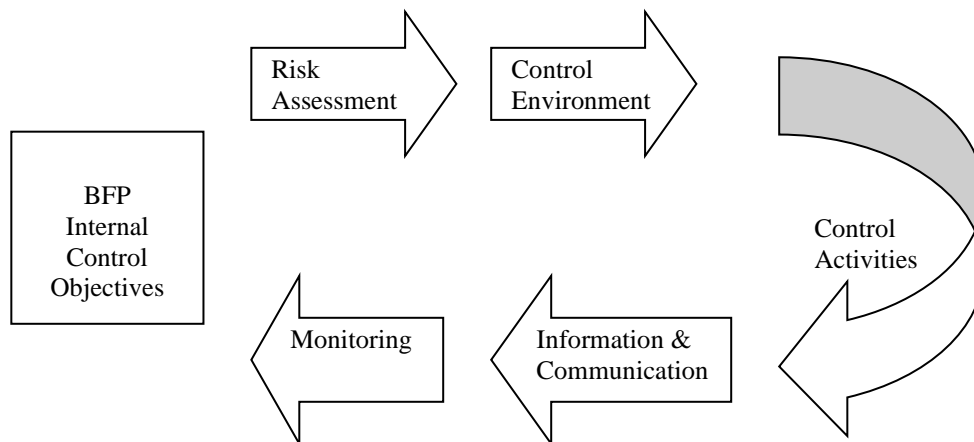 BFP
Internal
Control
Objectives
Risk
Assessment
Control
Environment
Control
Activities
Information &
Communication
Monitoring